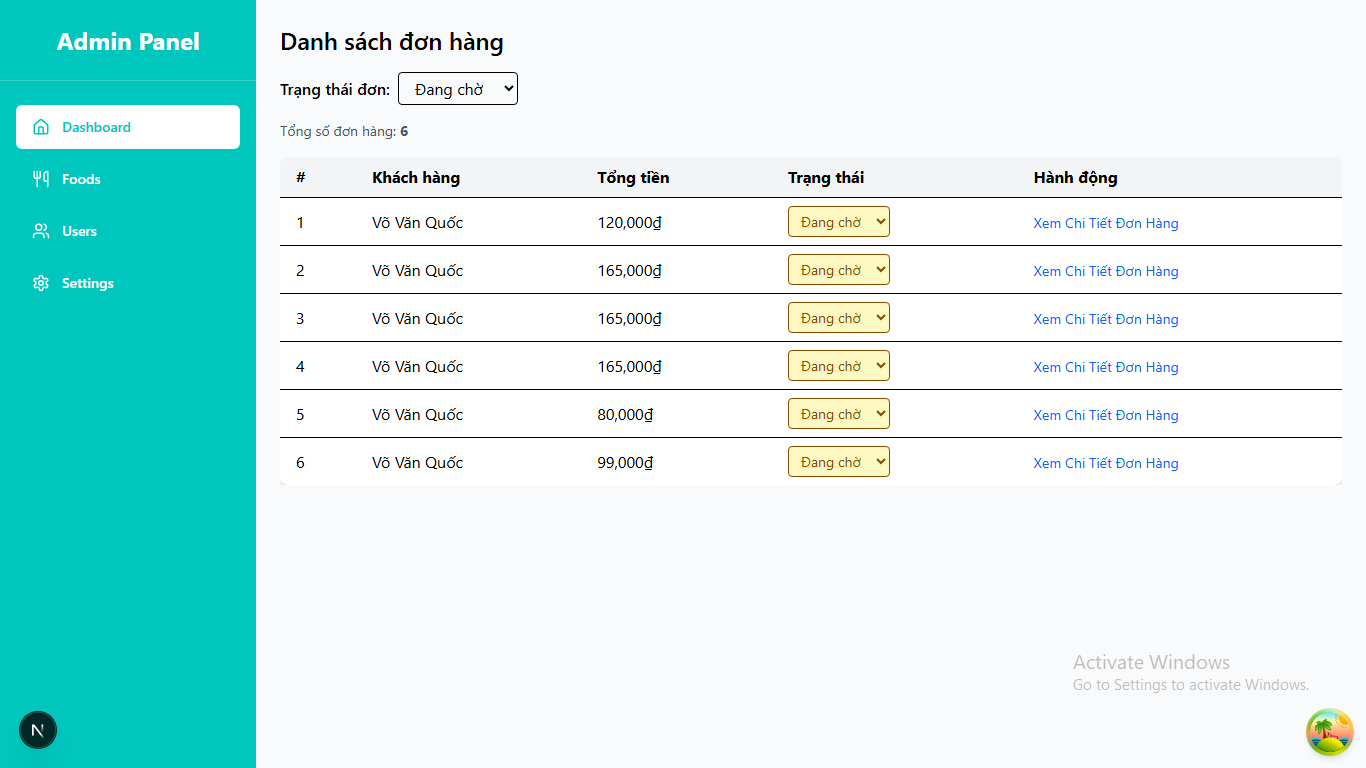 Admin Panel
Dashboard
Foods
Users
Settings
Danh sách đơn hàng
Trạng thái đơn: Đang chờ
Tổng số đơn hàng: 6
# Khách hàng Tổng tiền Trạng thái Hành động
1 Võ Văn Quốc 120,000₫ Đang chờ Xem Chi Tiết Đơn Hàng
2 Võ Văn Quốc 165,000₫ Đang chờ Xem Chi Tiết Đơn Hàng
3 Võ Văn Quốc 165,000₫ Đang chờ Xem Chi Tiết Đơn Hàng
4 Võ Văn Quốc 165,000₫ Đang chờ Xem Chi Tiết Đơn Hàng
5 Võ Văn Quốc 80,000₫ Đang chờ Xem Chi Tiết Đơn Hàng
6 Võ Văn Quốc 99,000₫ Đang chờ Xem Chi Tiết Đơn Hàng
Activate Windows
Go to Settings to activate Windows.
N